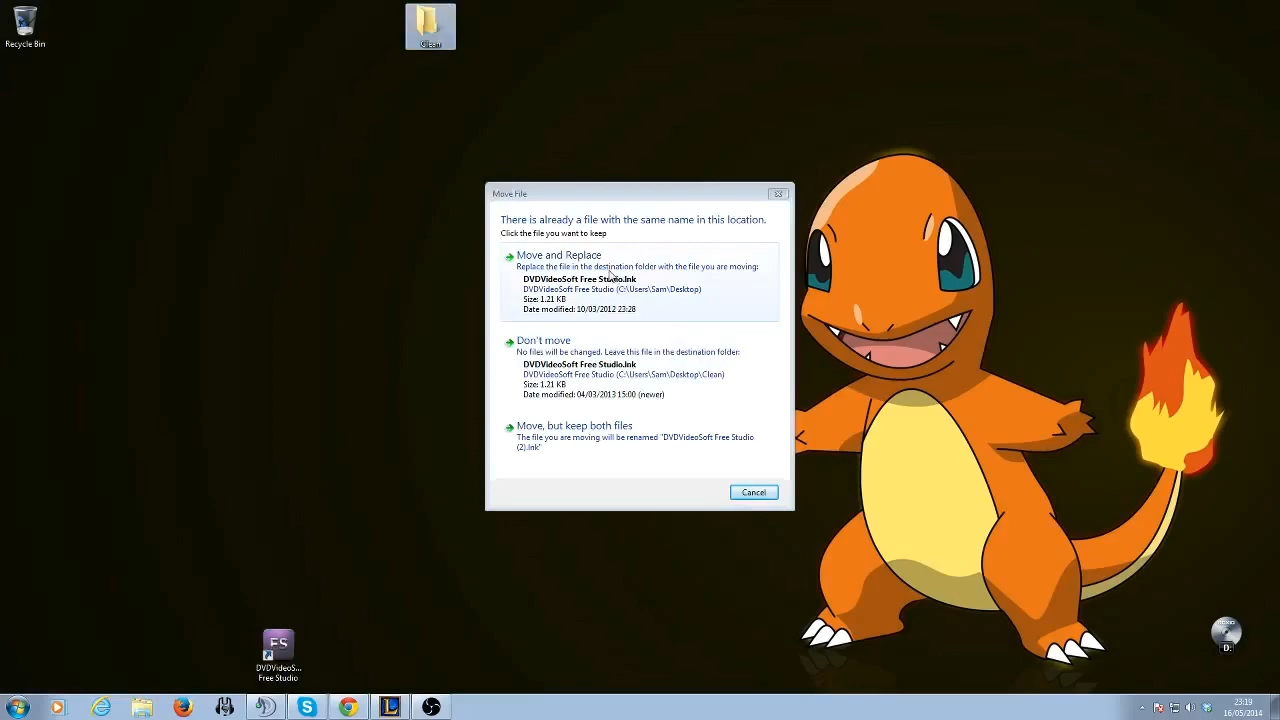 Recycle Bin
Clean
Move File
There is already a file with the same name in this location.
Click the file you want to keep
Move and Replace
Replace the file in the destination folder with the file you are moving:
DVDVideoSoft Free Studio.lnk
DVDVideoSoft Free Studio (C:\Users\Sam\Desktop)
Size: 1.21 KB
Date modified: 10/03/2012 23:28
Don't move
No files will be changed. Leave this file in the destination folder:
DVDVideoSoft Free Studio.lnk
DVDVideoSoft Free Studio (C:\Users\Sam\Desktop\Clean)
Size: 1.21 KB
Date modified: 04/03/2013 15:00 (newer)
Move, but keep both files
The file you are moving will be renamed "DVDVideoSoft Free Studio
(2).lnk"
Cancel
FS
DVDVideoS...
Free Studio
D:
23:19
16/05/2014